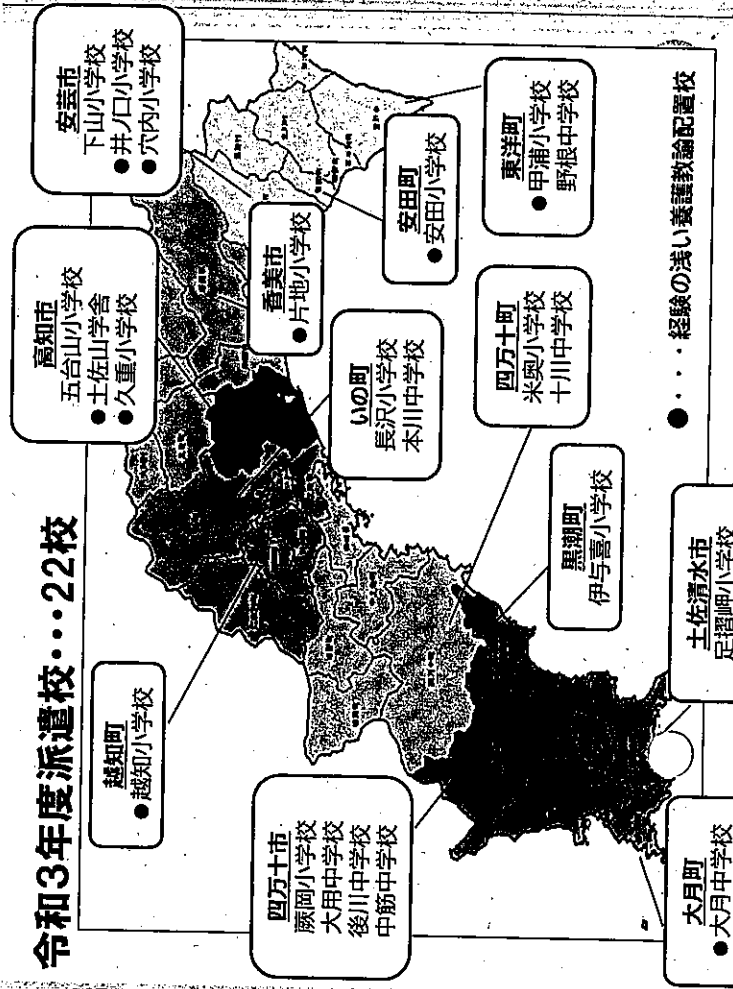 令和3年度派遣校・・・22校
安芸市
下山小学校
●井ノ口小学校
●穴内小学校
高知市
五台山小学校
●土佐山学舎
●久重小学校
香美市
●片地小学校
安田町
●安田小学校
東洋町
●甲浦小学校
野根中学校
いの町
長沢小学校
本川中学校
四万十町
米奥小学校
十川中学校
越知町
●越知小学校
黒潮町
伊与喜小学校
四万十市
蕨岡小学校
大用中学校
後川中学校
中筋中学校
土佐清水市
足摺岬小学校
大月町
●大月中学校
●・・・経験の浅い養護教諭配置校